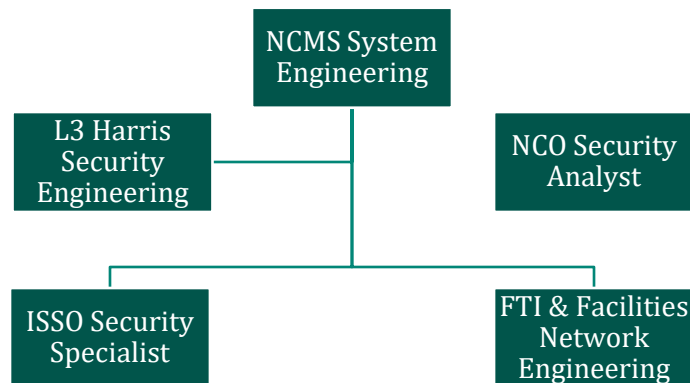 NCMS System
Engineering
L3 Harris
Security
Engineering
NCO Security
Analyst
ISSO Security
Specialist
FTI & Facilities
Network
Engineering